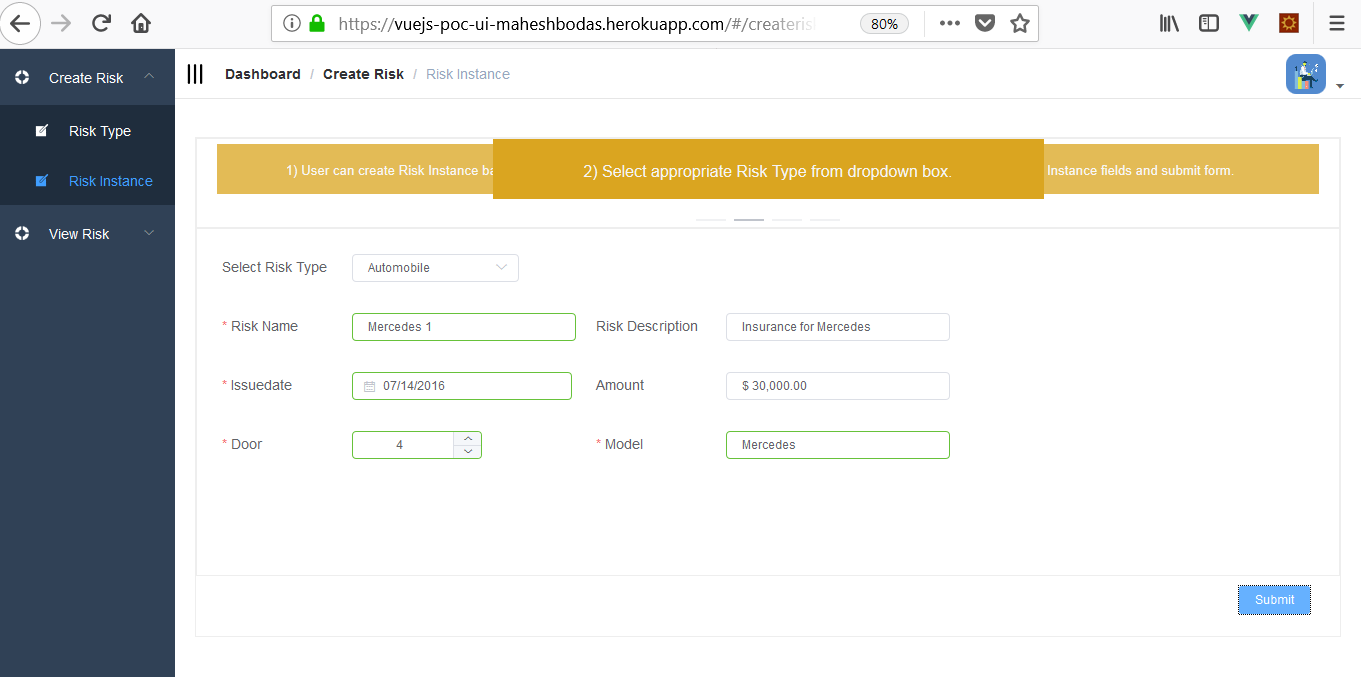 https://vuejs-poc-ui-maheshbodas.herokuapp.com/#/createris
80%
Create Risk
Dashboard / Create Risk / Risk Instance
Risk Type
Risk Instance
View Risk
1) User can create Risk Instance ba
2) Select appropriate Risk Type from dropdown box.
Instance fields and submit form.
Select Risk Type
Automobile
* Risk Name
Mercedes 1
Risk Description
Insurance for Mercedes
* Issuedate
07/14/2016
Amount
$ 30,000.00
* Door
4
* Model
Mercedes
Submit